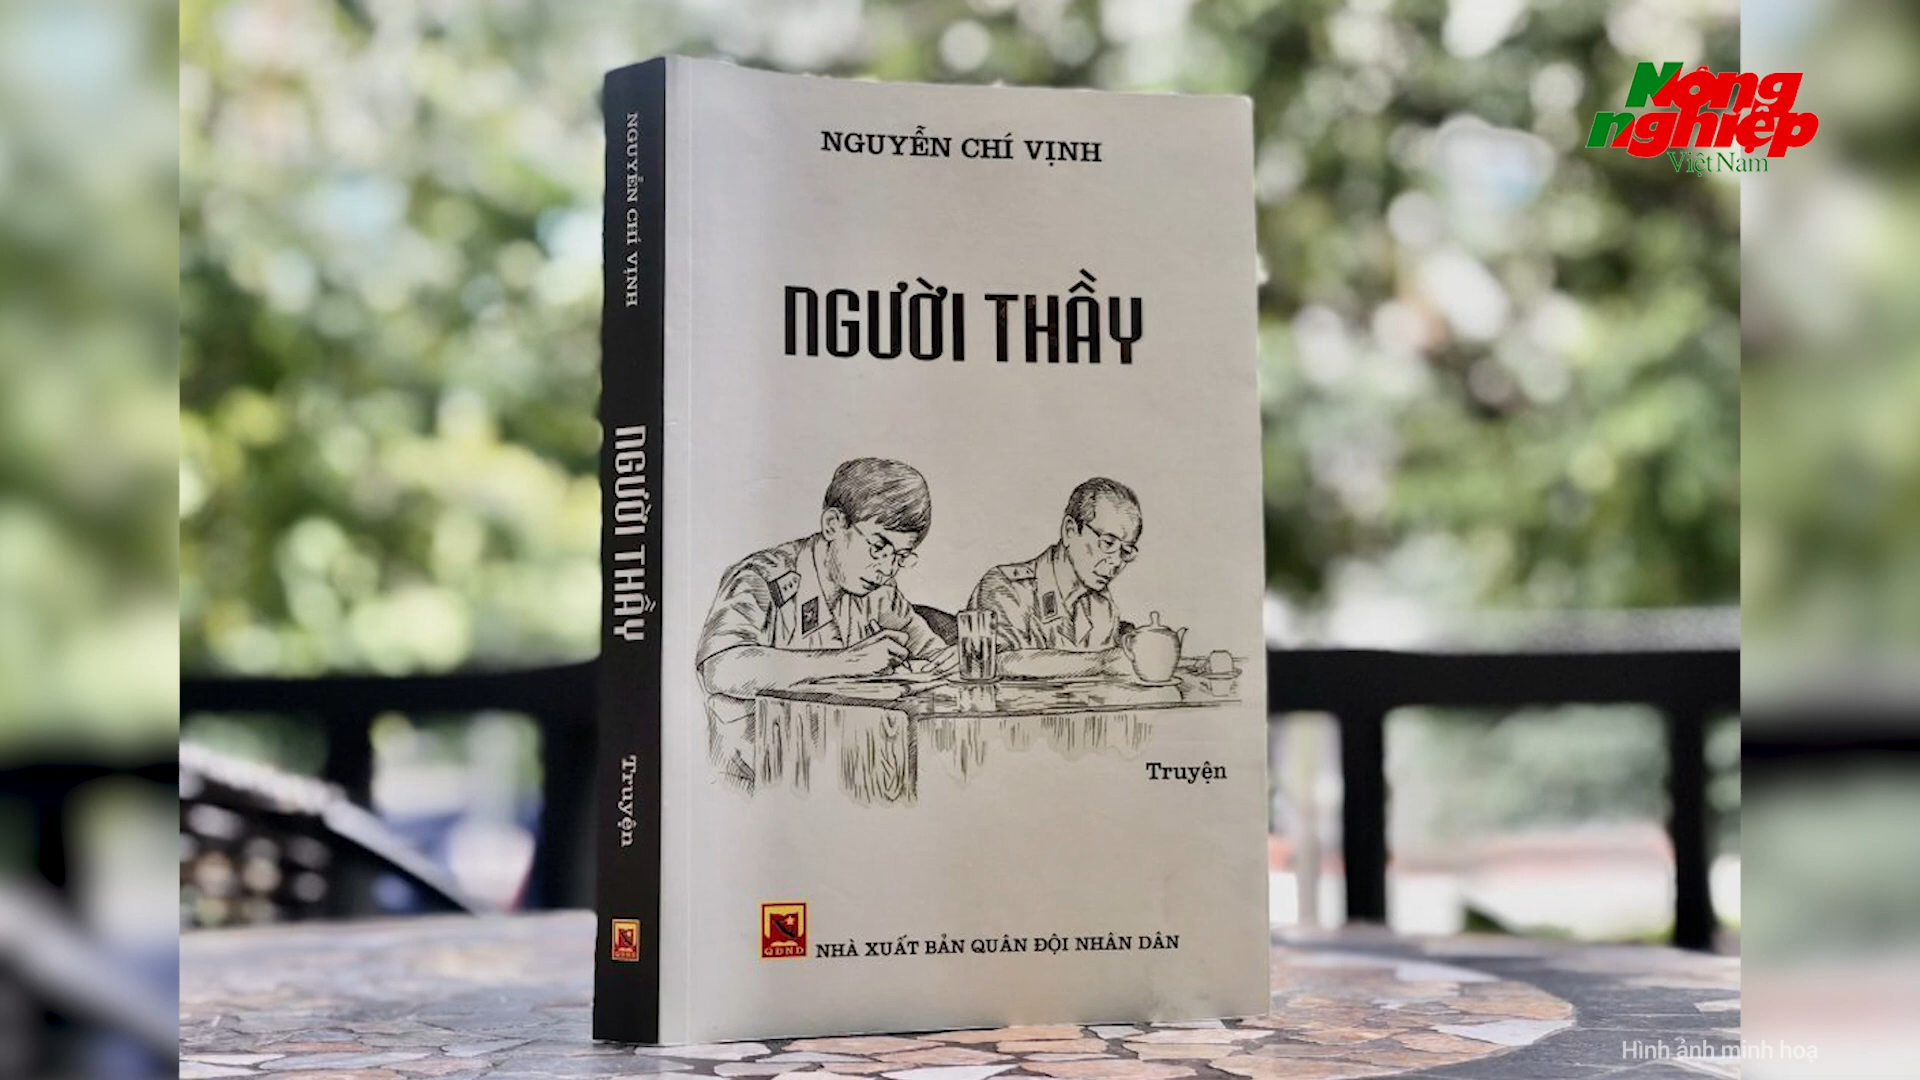 Nông
nghiệp
Việt Nam
NGUYỄN CHÍ VỊNH
NGƯỜI THẦY
Truyện
QĐND
NHÀ XUẤT BẢN QUÂN ĐỘI NHÂN DÂN
NGUYỄN CHÍ VỊNH
NGƯỜI THẦY
Truyện
QĐND
Hình ảnh minh hoạ